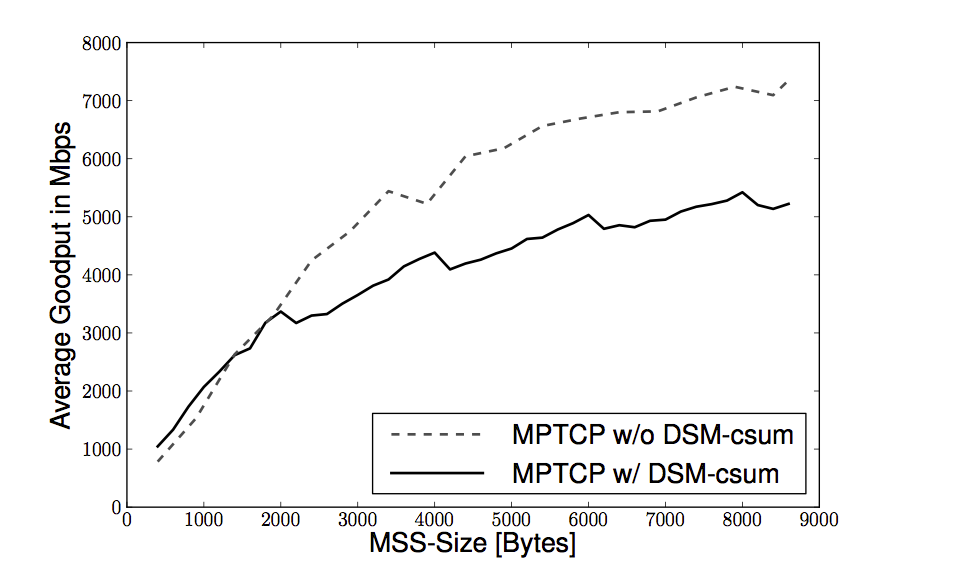 8000
7000
6000
5000
4000
3000
2000
1000
0
Average Goodput in Mbps
MPTCP w/o DSM-csum
MPTCP w/ DSM-csum
0 1000 2000 3000 4000 5000 6000 7000 8000 9000
MSS-Size [Bytes]